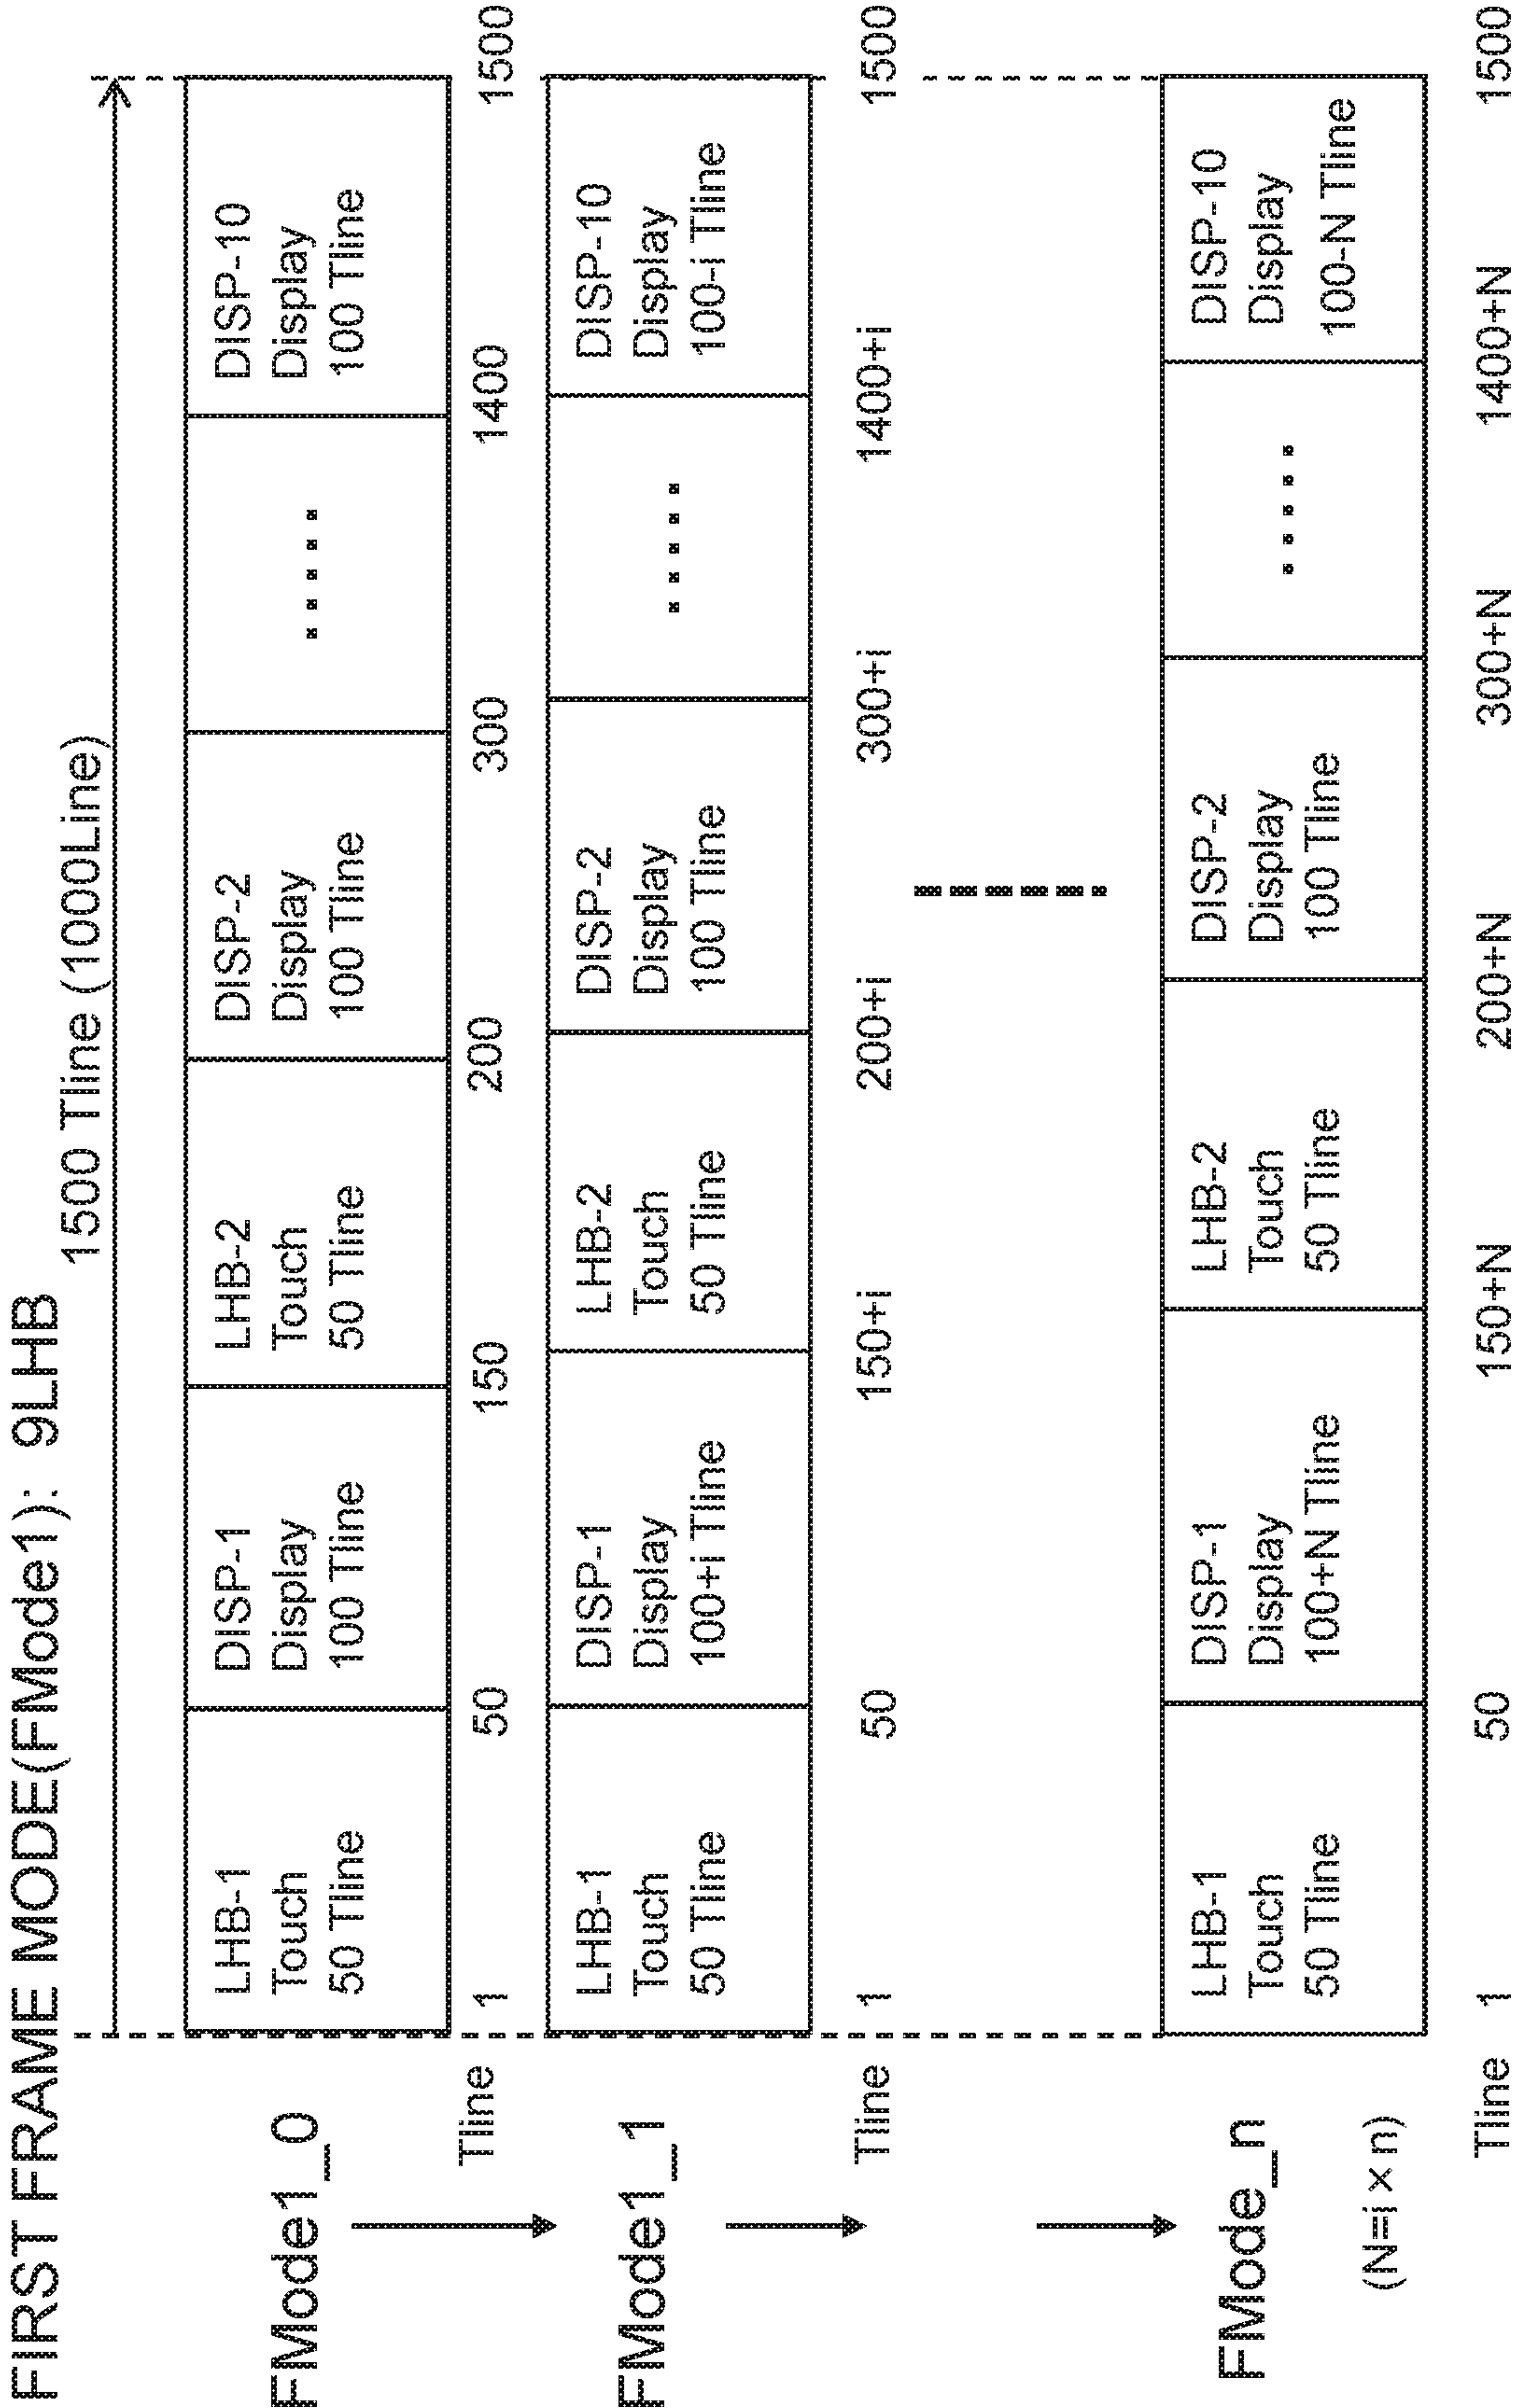 FIRST FRAME MODE(FMode1): 9LHB
1500 Tline (1000Line)
FMode1_0
LHB-1
Touch
50 Tline
DISP-1
Display
100 Tline
LHB-2
Touch
50 Tline
DISP-2
Display
100 Tline
.....
DISP-10
Display
100 Tline
Tline 1 50 150 200 300 1400 1500
FMode1_1
LHB-1
Touch
50 Tline
DISP-1
Display
100+i Tline
LHB-2
Touch
50 Tline
DISP-2
Display
100 Tline
.....
DISP-10
Display
100-i Tline
Tline 1 50 150+i 200+i 300+i 1400+i 1500
FMode_n
(N=i×n)
LHB-1
Touch
50 Tline
DISP-1
Display
100+N Tline
LHB-2
Touch
50 Tline
DISP-2
Display
100 Tline
.....
DISP-10
Display
100-N Tline
Tline 1 50 150+N 200+N 300+N 1400+N 1500